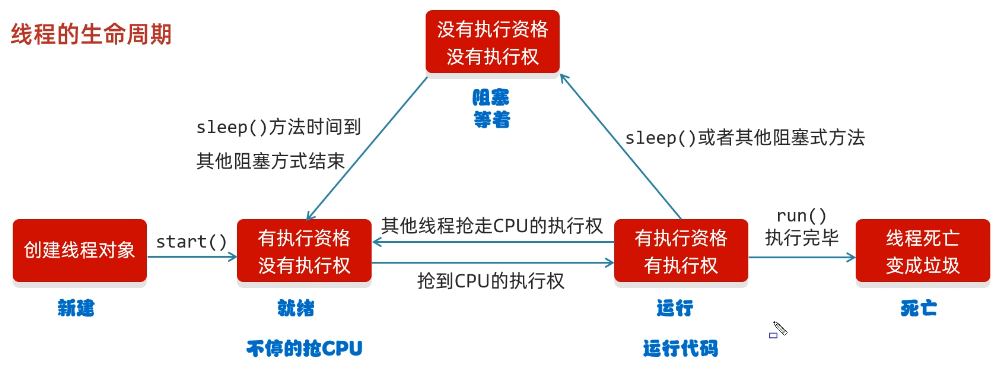 线程的生命周期
没有执行资格
没有执行权
阻塞
等着
sleep()方法时间到
其他阻塞方式结束
sleep()或者其他阻塞式方法
创建线程对象
新建
start()
有执行资格
没有执行权
就绪
不停的抢CPU
其他线程抢走CPU的执行权
抢到CPU的执行权
有执行资格
有执行权
运行
运行代码
run()
执行完毕
线程死亡
变成垃圾
死亡